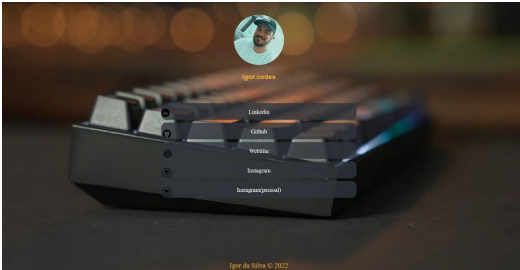 igor.codes
Linkedin
Github
WebSite
Instagram
Instagram(pessoal)
Igor da Silva © 2022